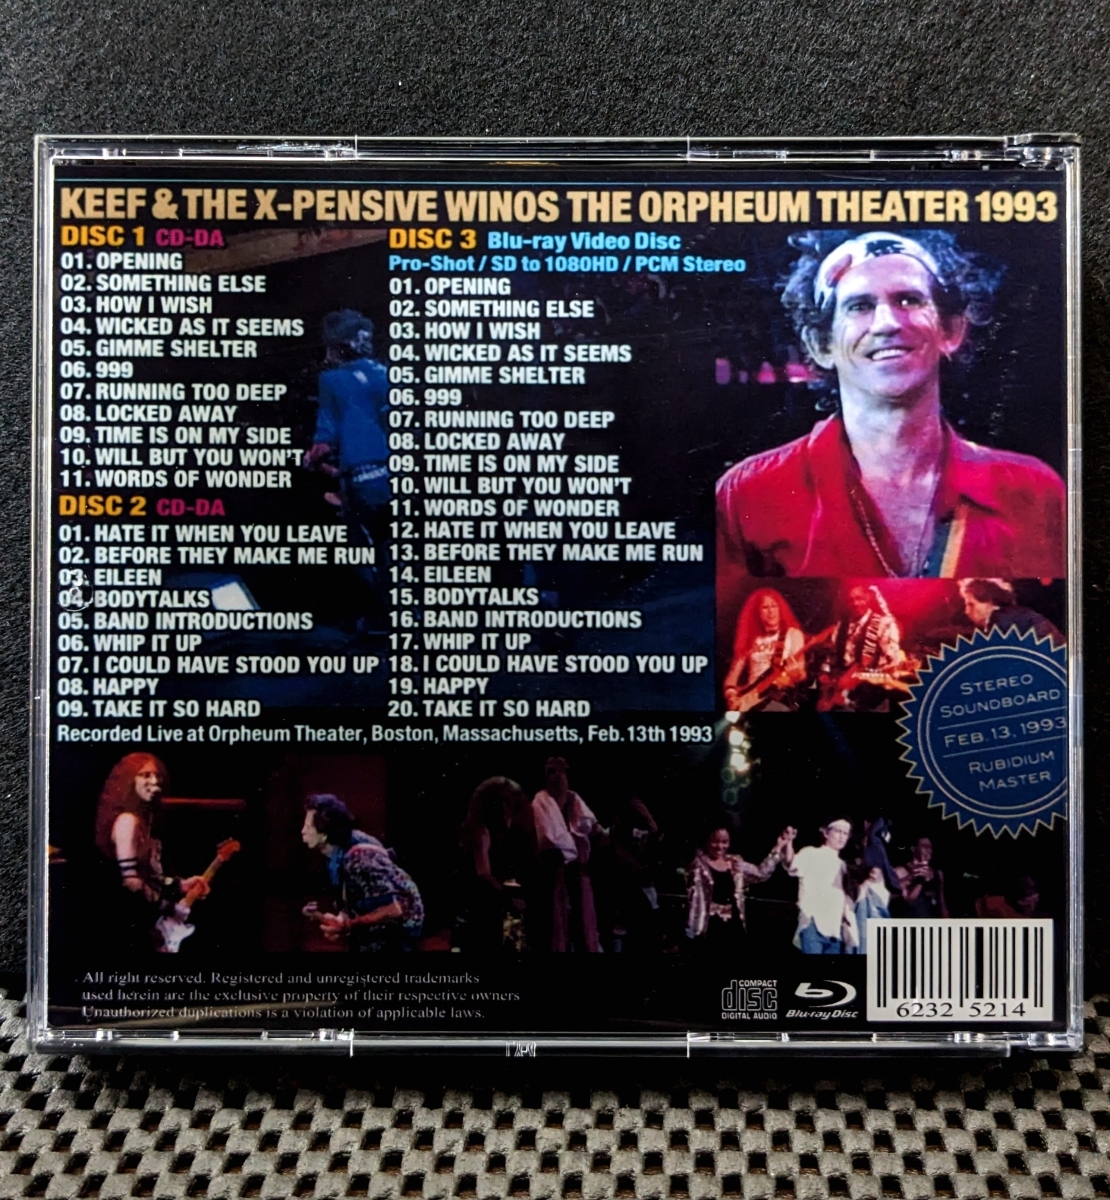 KEEF & THE X-PENSIVE WINOS THE ORPHEUM THEATER 1993
DISC 1 CD-DA
01. OPENING
02. SOMETHING ELSE
03. HOW I WISH
04. WICKED AS IT SEEMS
05. GIMME SHELTER
06. 999
07. RUNNING TOO DEEP
08. LOCKED AWAY
09. TIME IS ON MY SIDE
10. WILL BUT YOU WON'T
11. WORDS OF WONDER
DISC 2 CD-DA
01. HATE IT WHEN YOU LEAVE
02. BEFORE THEY MAKE ME RUN
03. EILEEN
04. BODYTALKS
05. BAND INTRODUCTIONS
06. WHIP IT UP
07. I COULD HAVE STOOD YOU UP
08. HAPPY
09. TAKE IT SO HARD
DISC 3 Blu-ray Video Disc
Pro-Shot / SD to 1080HD / PCM Stereo
01. OPENING
02. SOMETHING ELSE
03. HOW I WISH
04. WICKED AS IT SEEMS
05. GIMME SHELTER
06. 999
07. RUNNING TOO DEEP
08. LOCKED AWAY
09. TIME IS ON MY SIDE
10. WILL BUT YOU WON'T
11. WORDS OF WONDER
12. HATE IT WHEN YOU LEAVE
13. BEFORE THEY MAKE ME RUN
14. EILEEN
15. BODYTALKS
16. BAND INTRODUCTIONS
17. WHIP IT UP
18. I COULD HAVE STOOD YOU UP
19. HAPPY
20. TAKE IT SO HARD
Recorded Live at Orpheum Theater, Boston, Massachusetts, Feb. 13th 1993
STEREO
SOUNDBOARD
FEB. 13, 1993
RUBIDIUM
MASTER
All right reserved. Registered and unregistered trademarks
used herein are the exclusive property of their respective owners
Unauthorized duplications is a violation of applicable laws.
COMPACT
disc
DIGITAL AUDIO
Blu-ray Disc
6232 5214